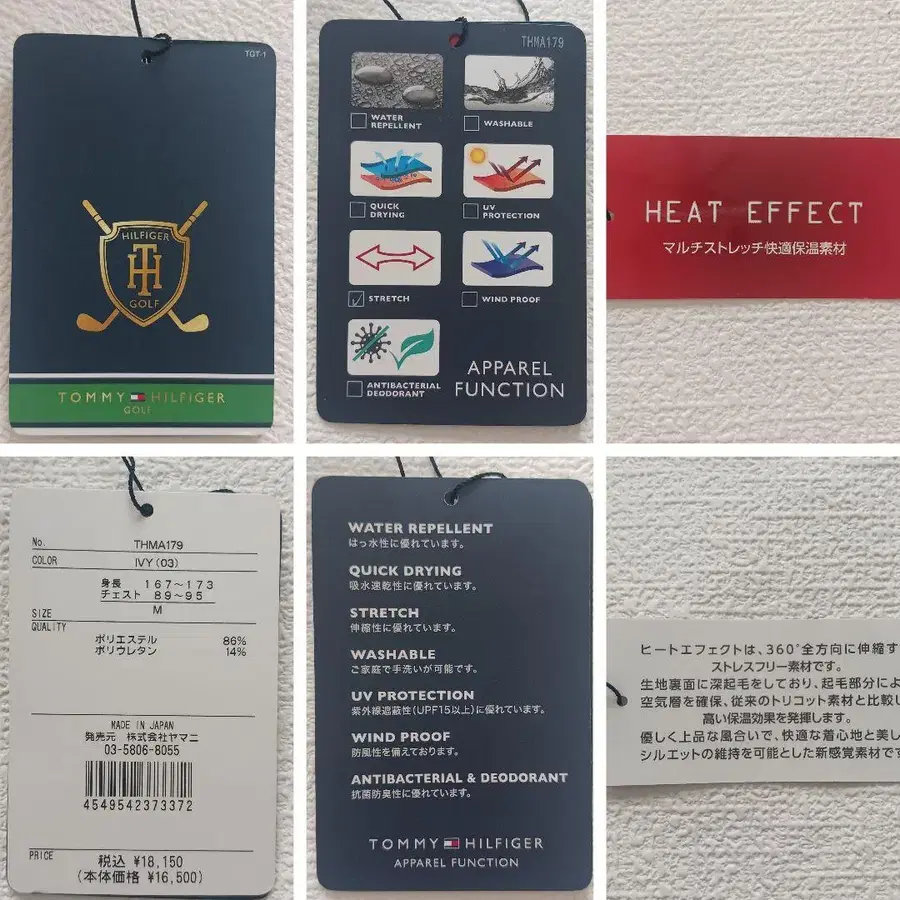 TGT-1
HILFIGER
TH
GOLF
TOMMY HILFIGER
GOLF
THMA179
WATER
REPELLENT
WASHABLE
QUICK
DRYING
UV
PROTECTION
STRETCH
WIND PROOF
ANTIBACTERIAL
DEODORANT
APPAREL
FUNCTION
HEAT EFFECT
マルチストレッチ快適保温素材
No. THMA179
COLOR IVY(03)
身長 167〜173
チェスト 89〜95
SIZE M
QUALITY
ポリエステル 86%
ポリウレタン 14%
MADE IN JAPAN
発売元 株式会社ヤマニ
03-5806-8055
4549542373372
PRICE 税込 ¥18,150
(本体価格 ¥16,500)
WATER REPELLENT
はっ水性に優れています。
QUICK DRYING
吸水速乾性に優れています。
STRETCH
伸縮性に優れています。
WASHABLE
ご家庭で手洗いが可能です。
UV PROTECTION
紫外線遮蔽性(UPF15以上)に優れています。
WIND PROOF
防風性を備えております。
ANTIBACTERIAL & DEODORANT
抗菌防臭性に優れています。
TOMMY HILFIGER
APPAREL FUNCTION
ヒートエフェクトは、360°全方向に伸縮す
ストレスフリー素材です。
生地裏面に深起毛をしており、起毛部分によ
空気層を確保、従来のトリコット素材と比較し
高い保温効果を発揮します。
優しく上品な風合いで、快適な着心地と美し
シルエットの維持を可能とした新感覚素材です